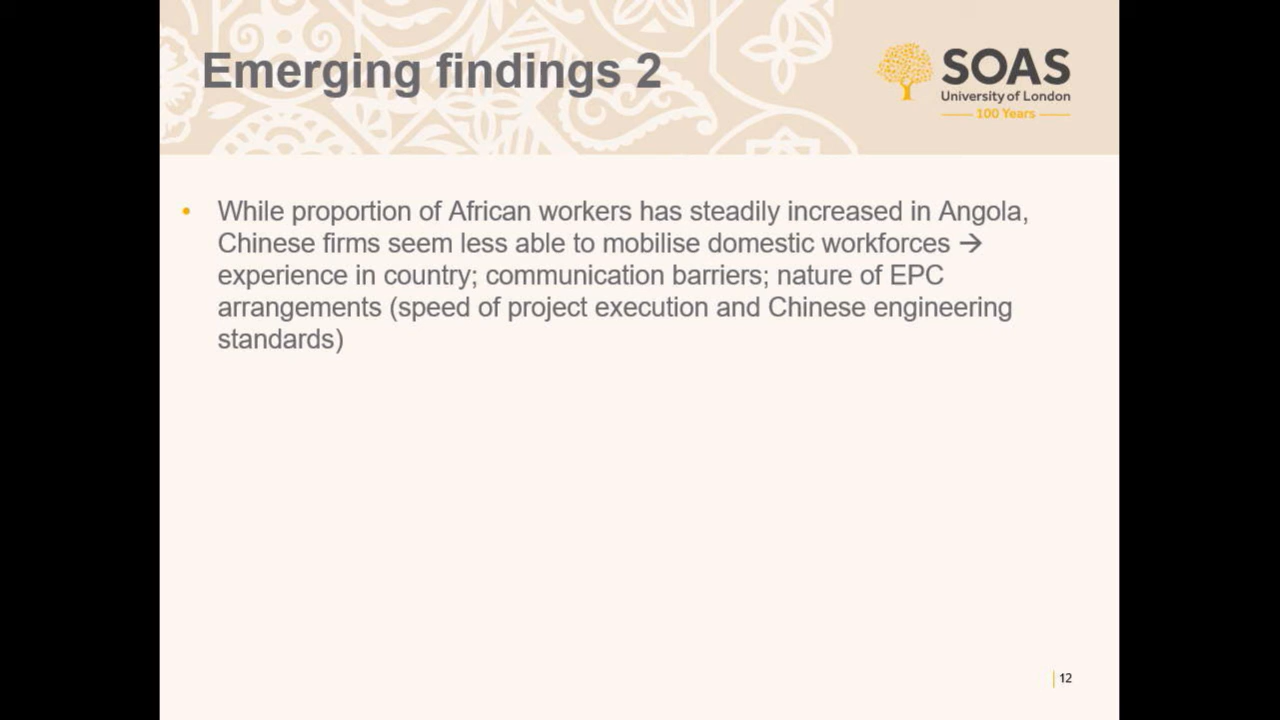 Emerging findings 2
SOAS
University of London
100 Years
• While proportion of African workers has steadily increased in Angola,
Chinese firms seem less able to mobilise domestic workforces →
experience in country; communication barriers; nature of EPC
arrangements (speed of project execution and Chinese engineering
standards)
12